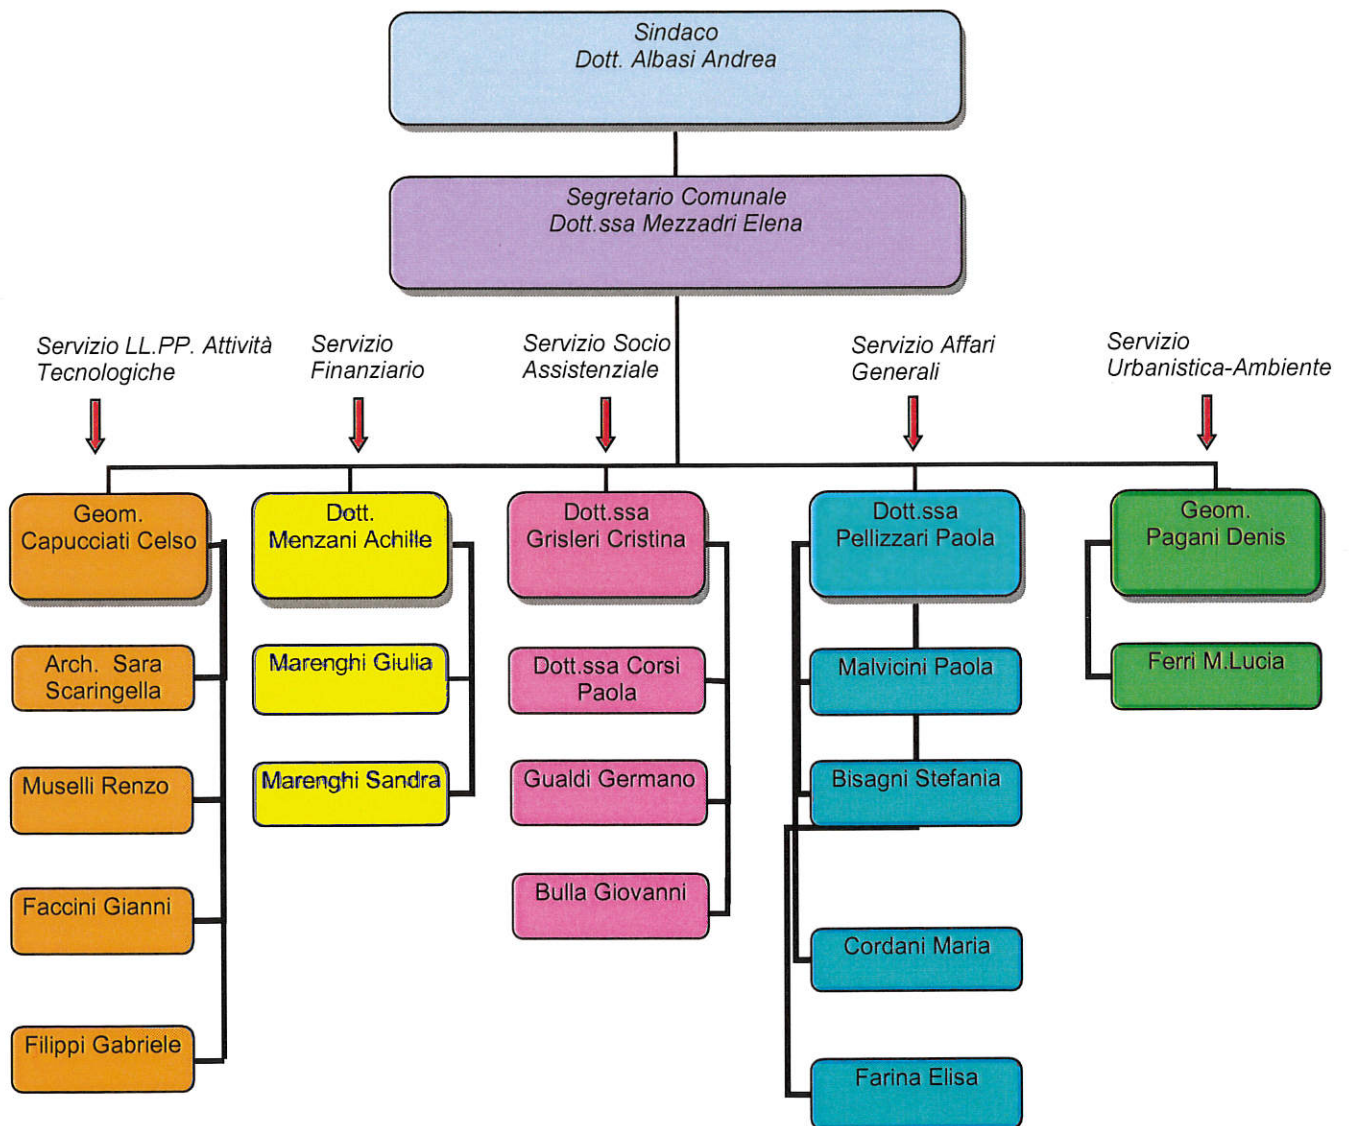 Sindaco
Dott. Albasi Andrea
Segretario Comunale
Dott.ssa Mezzadri Elena
Servizio LL.PP. Attività
Tecnologiche
Servizio
Finanziario
Servizio Socio
Assistenziale
Servizio Affari
Generali
Servizio
Urbanistica-Ambiente
Geom.
Capucciati Celso
Dott.
Menzani Achille
Dott.ssa
Grisleri Cristina
Dott.ssa
Pellizzari Paola
Geom.
Pagani Denis
Arch. Sara
Scaringella
Marenghi Giulia
Dott.ssa Corsi
Paola
Malvicini Paola
Ferri M.Lucia
Muselli Renzo
Marenghi Sandra
Gualdi Germano
Bisagni Stefania
Faccini Gianni
Bulla Giovanni
Cordani Maria
Filippi Gabriele
Farina Elisa